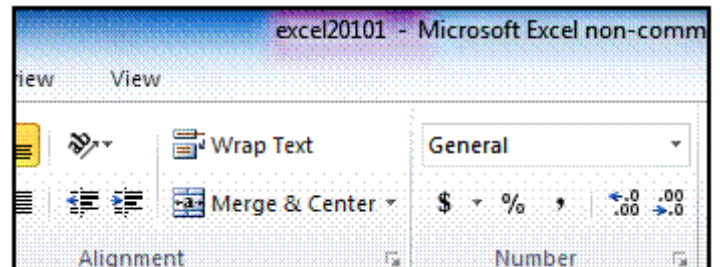 excel20101 - Microsoft Excel non-comm
iew View
Wrap Text General
Merge & Center $ % , .0 .00 .00 .0
Alignment Number